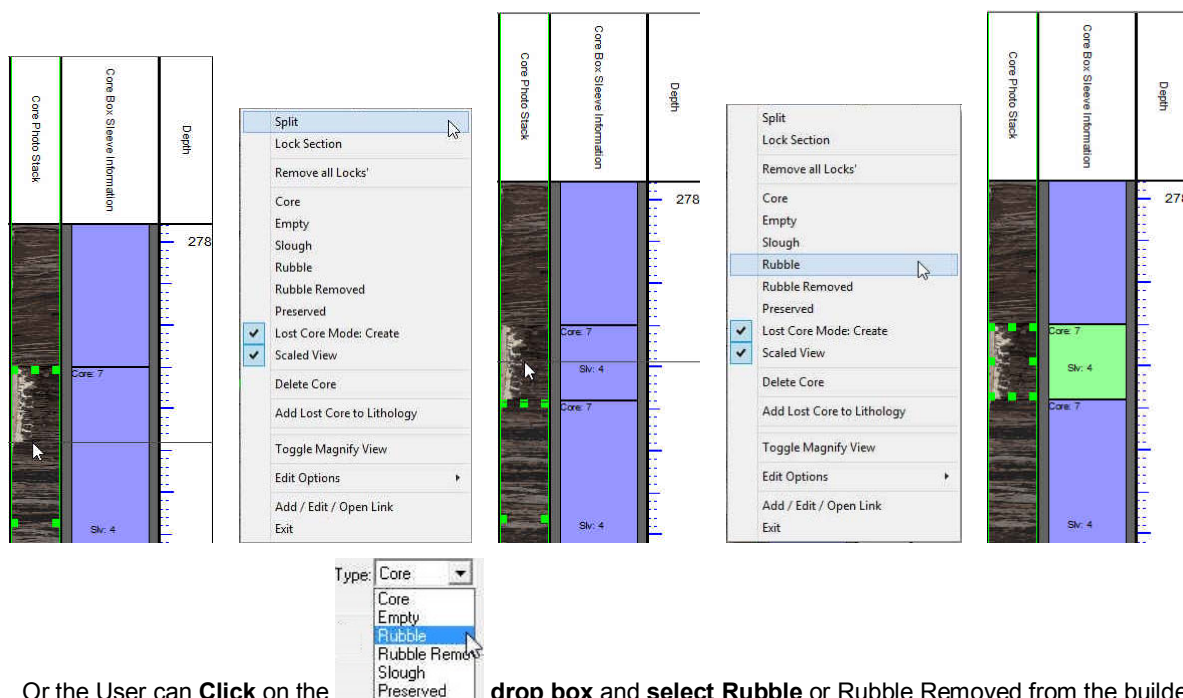 Core Photo Stack
Core Box Sleeve Information
Depth
278
Core: 7
Slv: 4
Split
Lock Section
Remove all Locks'
Core
Empty
Slough
Rubble
Rubble Removed
Preserved
Lost Core Mode: Create
Scaled View
Delete Core
Add Lost Core to Lithology
Toggle Magnify View
Edit Options
Add / Edit / Open Link
Exit
Core Photo Stack
Core Box Sleeve Information
Depth
278
Core: 7
Slv: 4
Core: 7
Slv: 4
Split
Lock Section
Remove all Locks'
Core
Empty
Slough
Rubble
Rubble Removed
Preserved
Lost Core Mode: Create
Scaled View
Delete Core
Add Lost Core to Lithology
Toggle Magnify View
Edit Options
Add / Edit / Open Link
Exit
Core Photo Stack
Core Box Sleeve Information
Depth
278
Core: 7
Slv: 4
Core: 7
Slv: 4
Type: Core
Core
Empty
Rubble
Rubble Remov
Slough
Preserved
Or the User can Click on the drop box and select Rubble or Rubble Removed from the builde